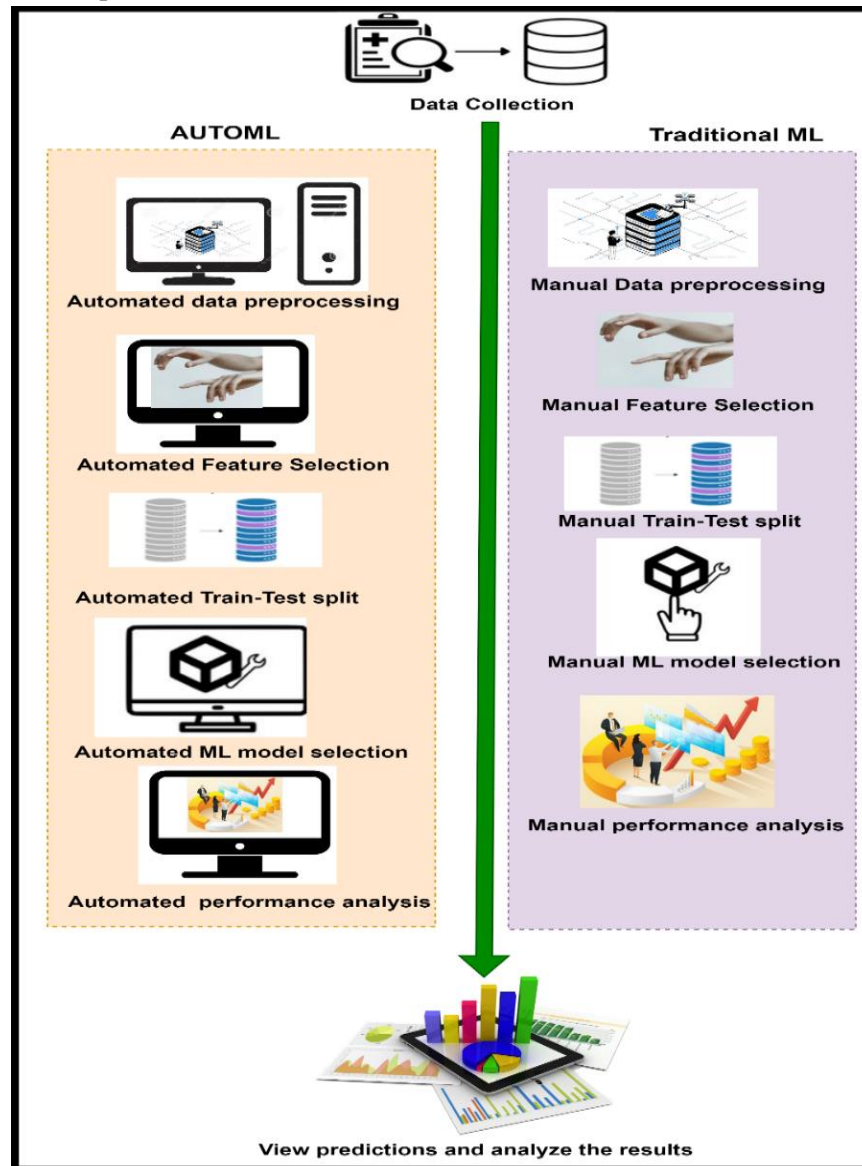 Data Collection
AUTOML
Automated data preprocessing
Automated Feature Selection
Automated Train-Test split
Automated ML model selection
Automated  performance analysis
Traditional ML
Manual Data preprocessing
Manual Feature Selection
Manual Train-Test split
Manual ML model selection
Manual performance analysis
View predictions and analyze the results